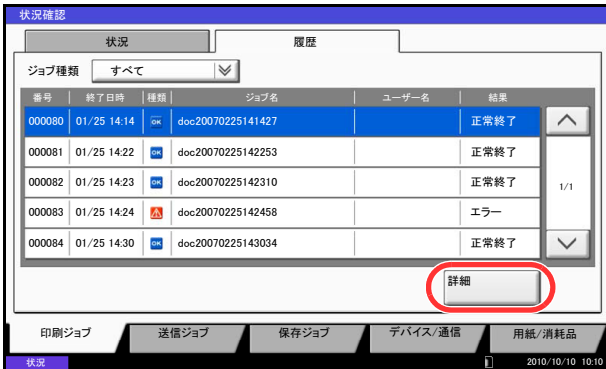 状況確認
状況 履歴
ジョブ種類 すべて
番号 終了日時 種類 ジョブ名 ユーザー名 結果
000080 01/25 14:14 OK doc20070225141427 正常終了
000081 01/25 14:22 OK doc20070225142253 正常終了
000082 01/25 14:23 OK doc20070225142310 正常終了
1/1
000083 01/25 14:24 doc20070225142458 エラー
000084 01/25 14:30 OK doc20070225143034 正常終了
詳細
印刷ジョブ 送信ジョブ 保存ジョブ デバイス/通信 用紙/消耗品
状況 2010/10/10 10:10